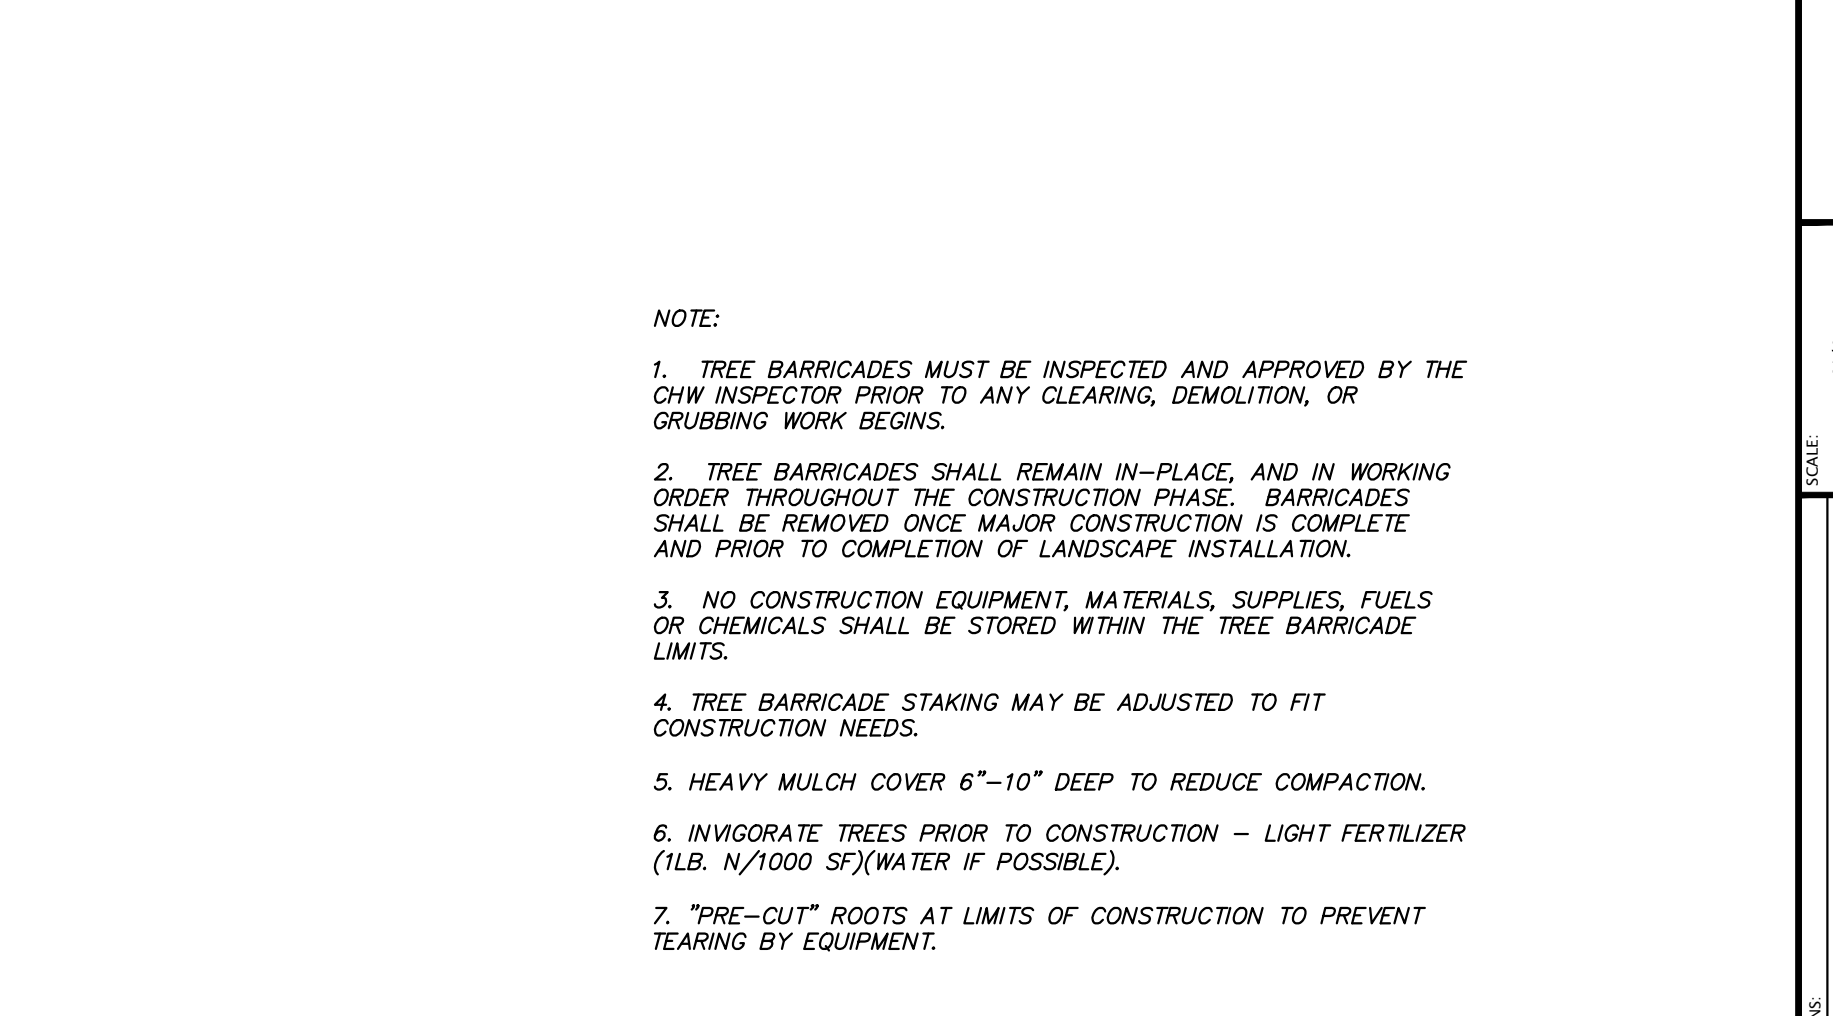 NOTE:
1. TREE BARRICADES MUST BE INSPECTED AND APPROVED BY THE
CHW INSPECTOR PRIOR TO ANY CLEARING, DEMOLITION, OR
GRUBBING WORK BEGINS.
2. TREE BARRICADES SHALL REMAIN IN-PLACE, AND IN WORKING
ORDER THROUGHOUT THE CONSTRUCTION PHASE. BARRICADES
SHALL BE REMOVED ONCE MAJOR CONSTRUCTION IS COMPLETE
AND PRIOR TO COMPLETION OF LANDSCAPE INSTALLATION.
3. NO CONSTRUCTION EQUIPMENT, MATERIALS, SUPPLIES, FUELS
OR CHEMICALS SHALL BE STORED WITHIN THE TREE BARRICADE
LIMITS.
4. TREE BARRICADE STAKING MAY BE ADJUSTED TO FIT
CONSTRUCTION NEEDS.
5. HEAVY MULCH COVER 6"-10" DEEP TO REDUCE COMPACTION.
6. INVIGORATE TREES PRIOR TO CONSTRUCTION - LIGHT FERTILIZER
(1LB. N/1000 SF)(WATER IF POSSIBLE).
7. "PRE-CUT" ROOTS AT LIMITS OF CONSTRUCTION TO PREVENT
TEARING BY EQUIPMENT.
SCALE:
NS: